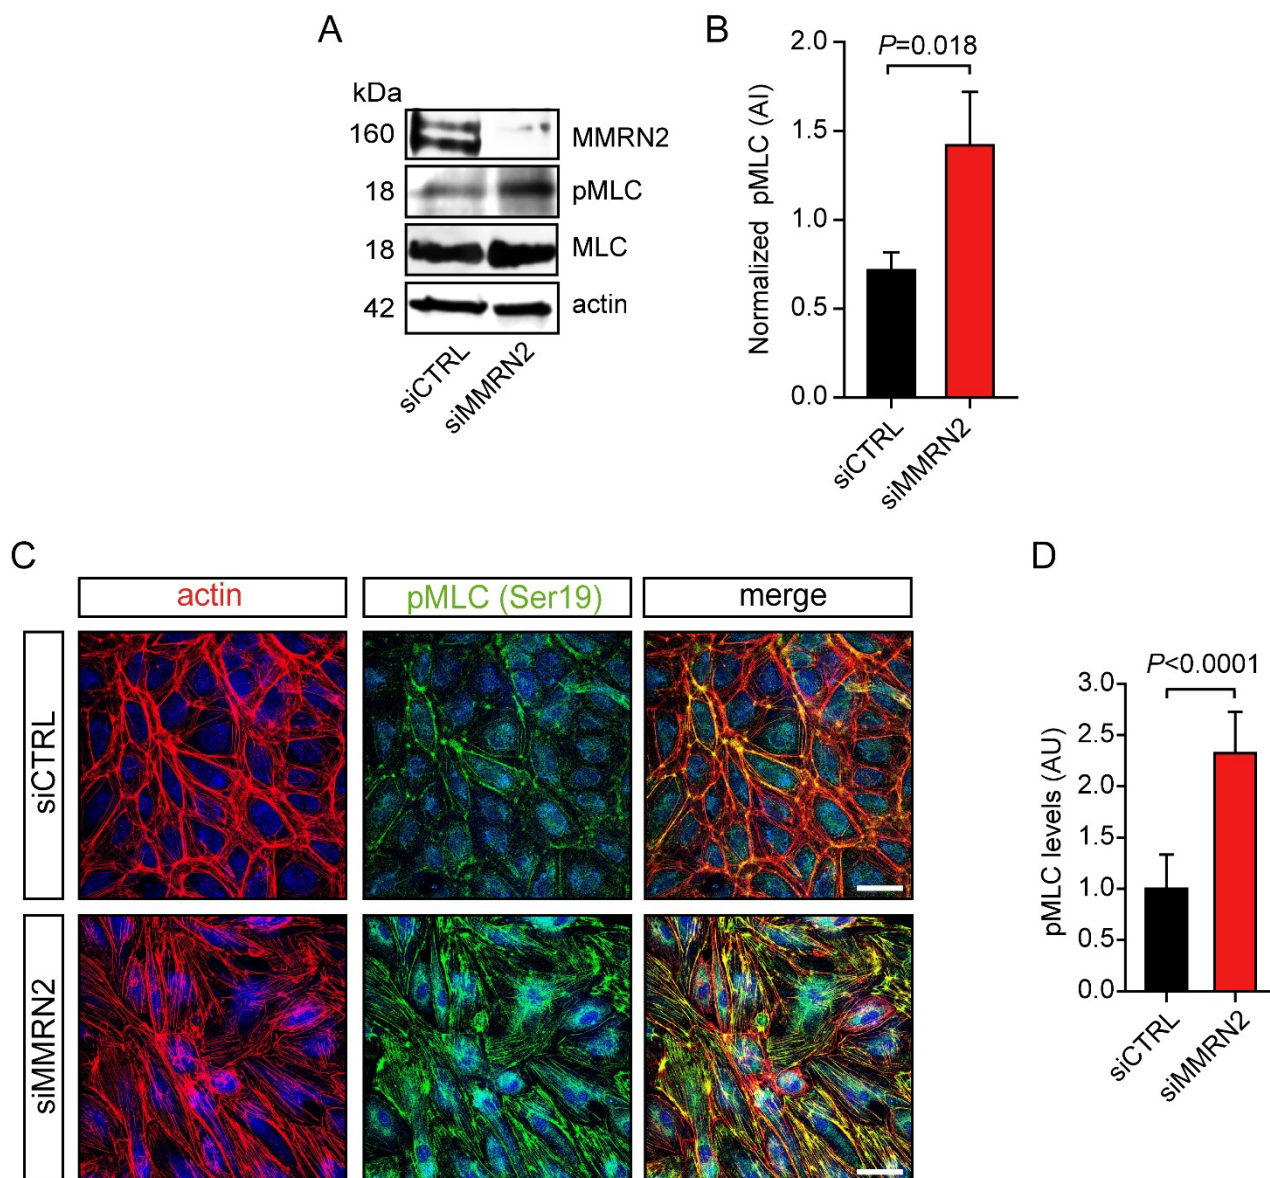 A
kDa
160
MMRN2
18
pMLC
18
MLC
42
actin
siCTRL
siMMRN2
B
P=0.018
Normalized pMLC (AI)
2.0
1.5
1.0
0.5
0.0
siCTRL
siMMRN2
C
actin
pMLC (Ser19)
merge
siCTRL
siMMRN2
D
P<0.0001
pMLC levels (AU)
3.0
2.5
2.0
1.5
1.0
0.5
0.0
siCTRL
siMMRN2